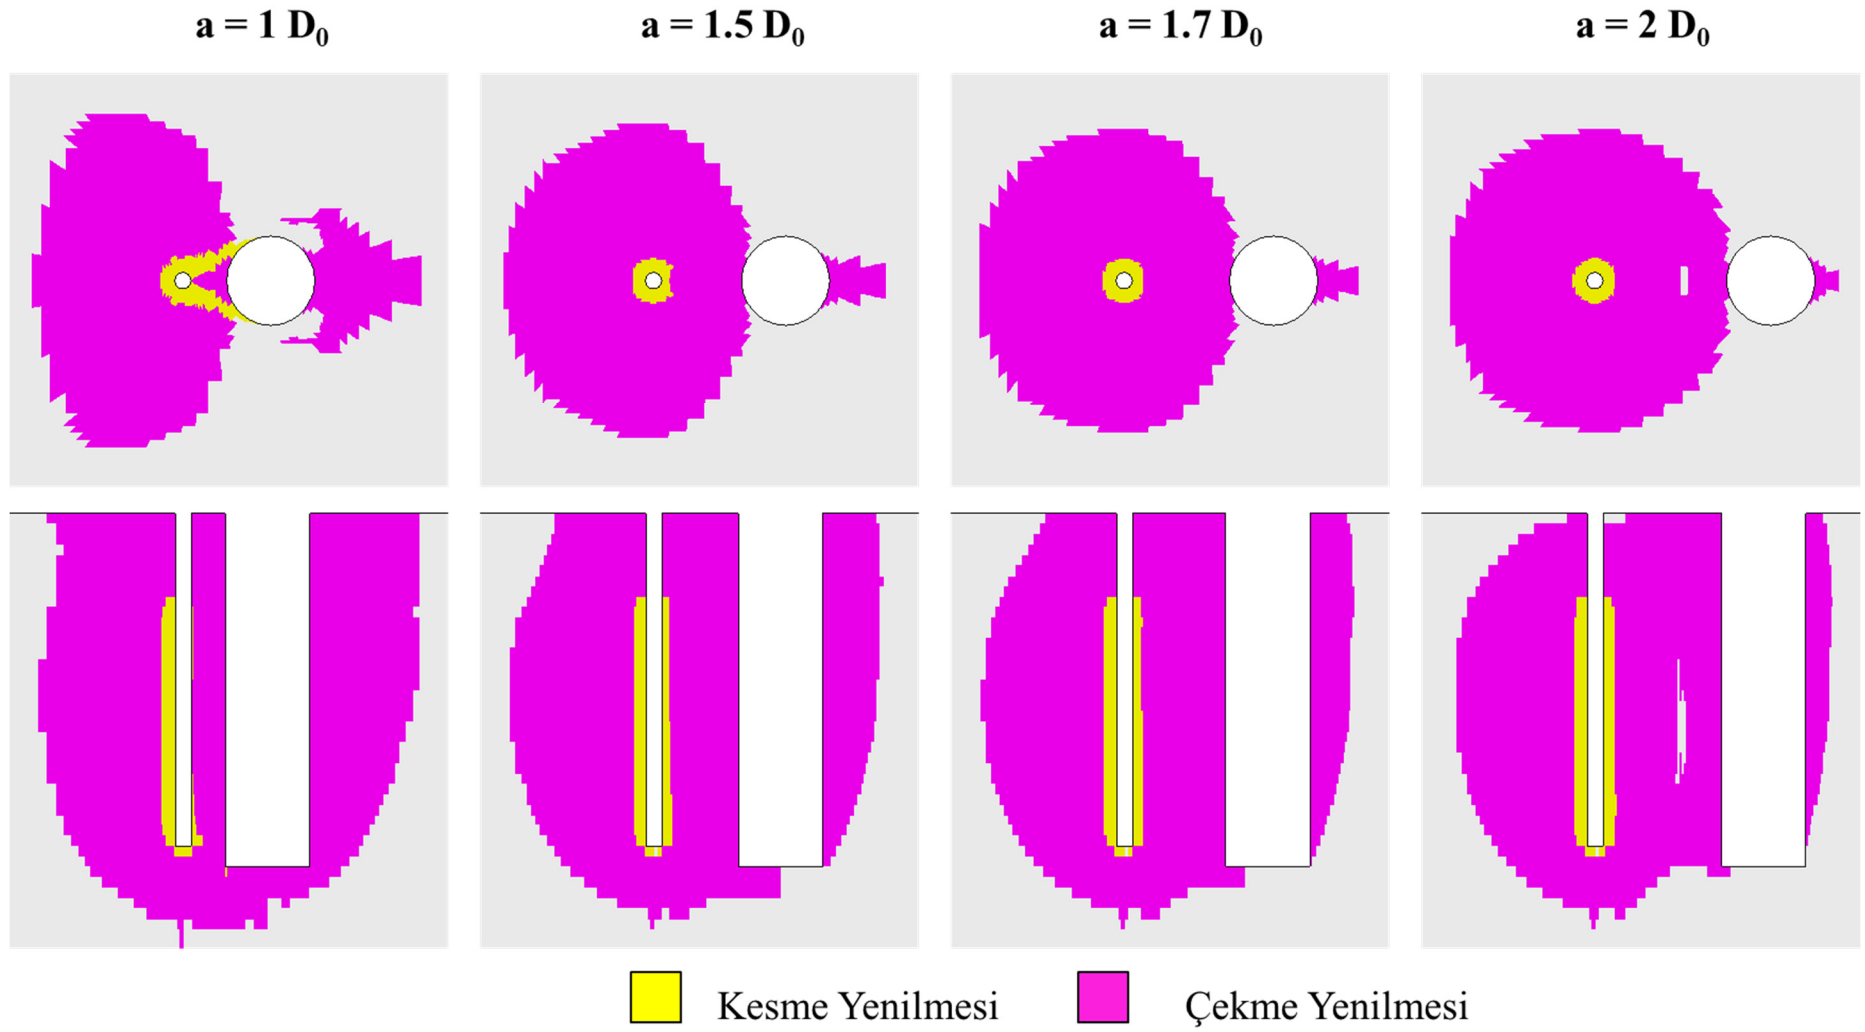 a = 1 D₀
a = 1.5 D₀
a = 1.7 D₀
a = 2 D₀
Kesme Yenilmesi
Çekme Yenilmesi